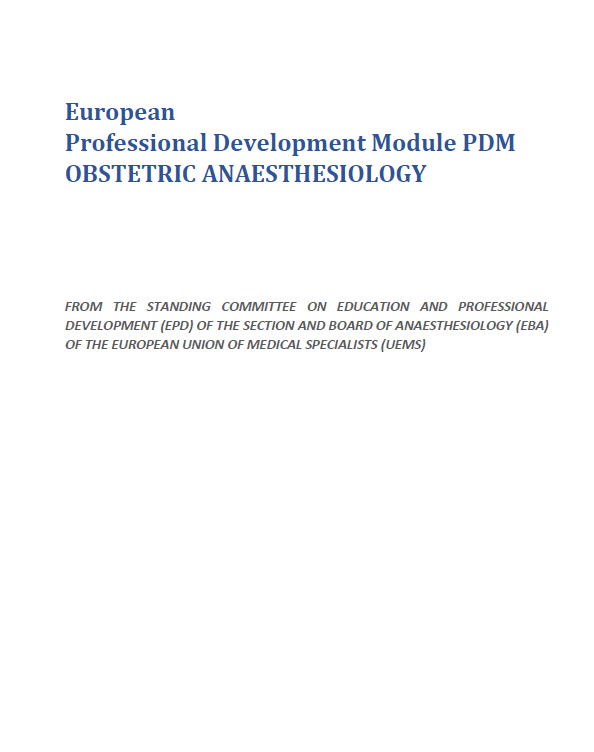 European
Professional Development Module PDM
OBSTETRIC ANAESTHESIOLOGY
FROM THE STANDING COMMITTEE ON EDUCATION AND PROFESSIONAL
DEVELOPMENT (EPD) OF THE SECTION AND BOARD OF ANAESTHESIOLOGY (EBA)
OF THE EUROPEAN UNION OF MEDICAL SPECIALISTS (UEMS)